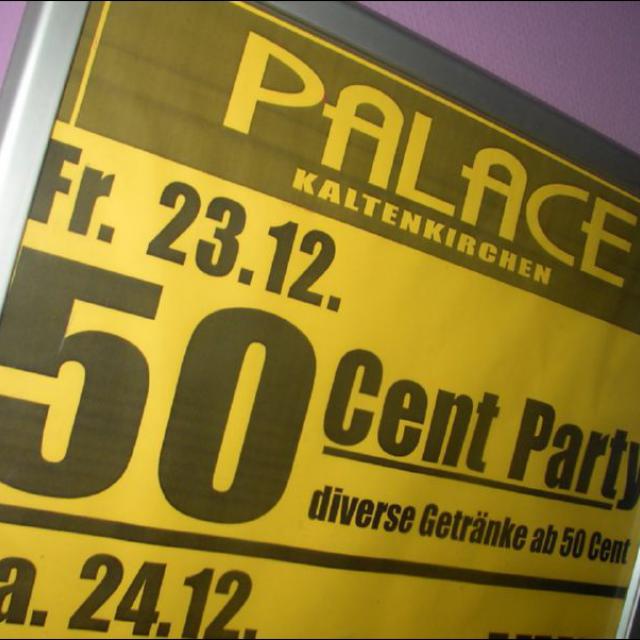 PALACE
KALTENKIRCHEN
Fr. 23.12.
50 Cent Party
diverse Getränke ab 50 Cent
a. 24.12.